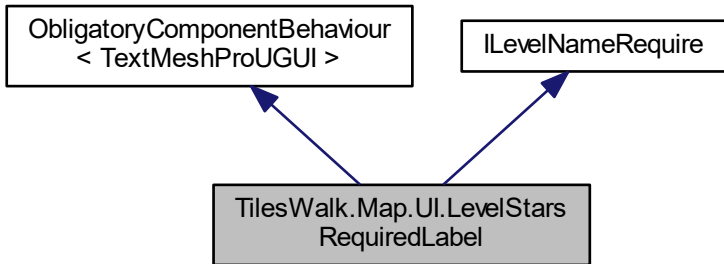 ObligatoryComponentBehaviour
< TextMeshProUGUI >
ILevelNameRequire
TilesWalk.Map.UI.LevelStars
RequiredLabel